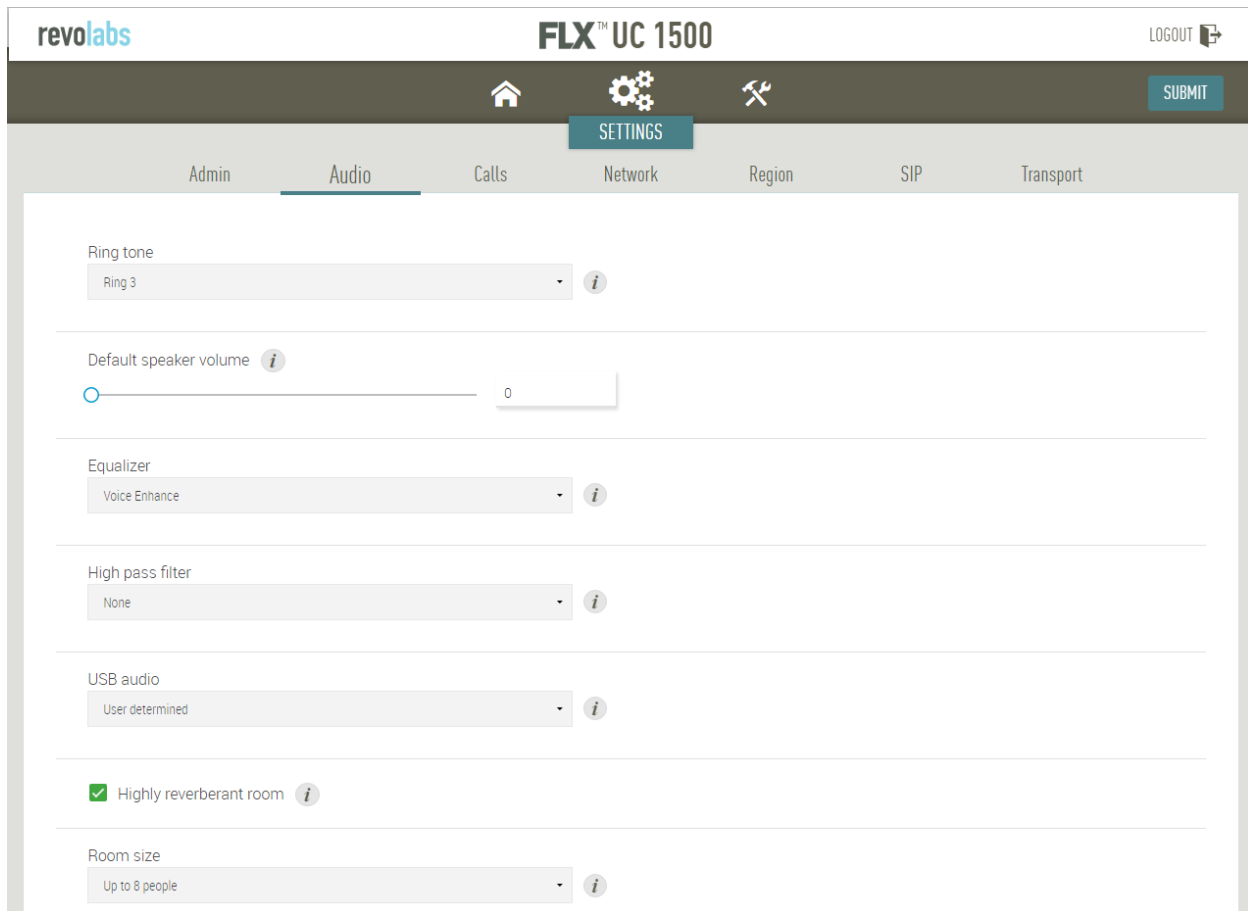 revolabs
FLX™ UC 1500
LOGOUT
SUBMIT
SETTINGS
Admin Audio Calls Network Region SIP Transport
Ring tone
Ring 3
i
Default speaker volume i
0
Equalizer
Voice Enhance
i
High pass filter
None
i
USB audio
User determined
i
Highly reverberant room i
Room size
Up to 8 people
i